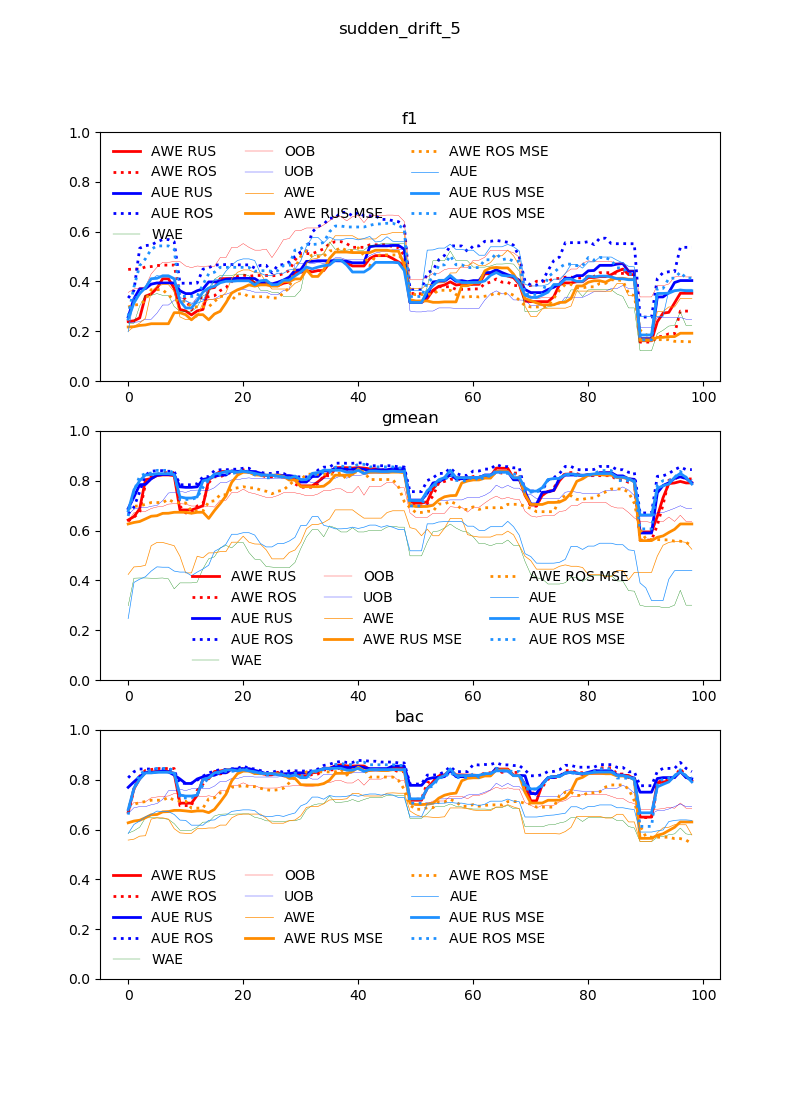 sudden_drift_5
f1
1.0
AWE RUS OOB AWE ROS MSE
AWE ROS UOB AUE
0.8
AUE RUS AWE AUE RUS MSE
AUE ROS AWE RUS MSE AUE ROS MSE
WAE
0.6
0.4
0.2
0.0
0 20 40 60 80 100
gmean
1.0
0.8
0.6
AWE RUS OOB AWE ROS MSE
0.4
AWE ROS UOB AUE
AUE RUS AWE AUE RUS MSE
AUE ROS AWE RUS MSE AUE ROS MSE
0.2
WAE
0.0
0 20 40 60 80 100
bac
1.0
0.8
0.6
AWE RUS OOB AWE ROS MSE
0.4
AWE ROS UOB AUE
AUE RUS AWE AUE RUS MSE
0.2
AUE ROS AWE RUS MSE AUE ROS MSE
WAE
0.0
0 20 40 60 80 100